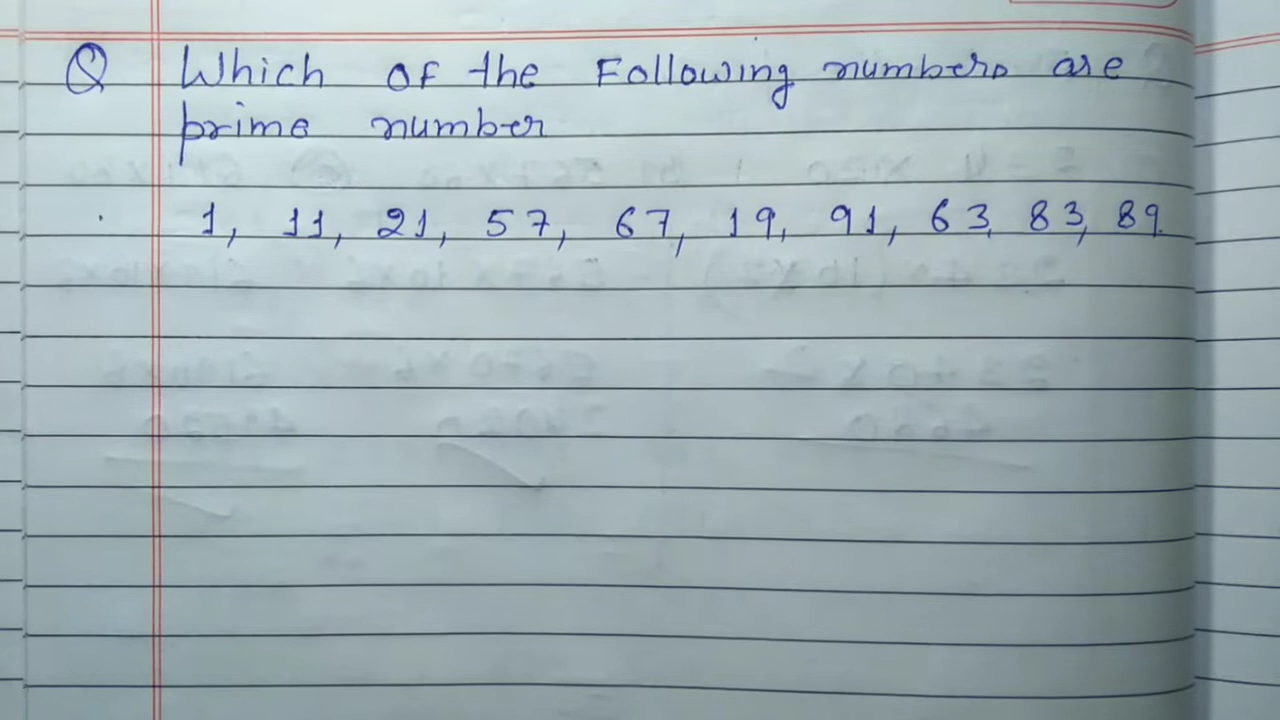 Q Which of the Following numbers are
prime number
1, 11, 21, 57, 67, 19, 91, 63, 83, 89.